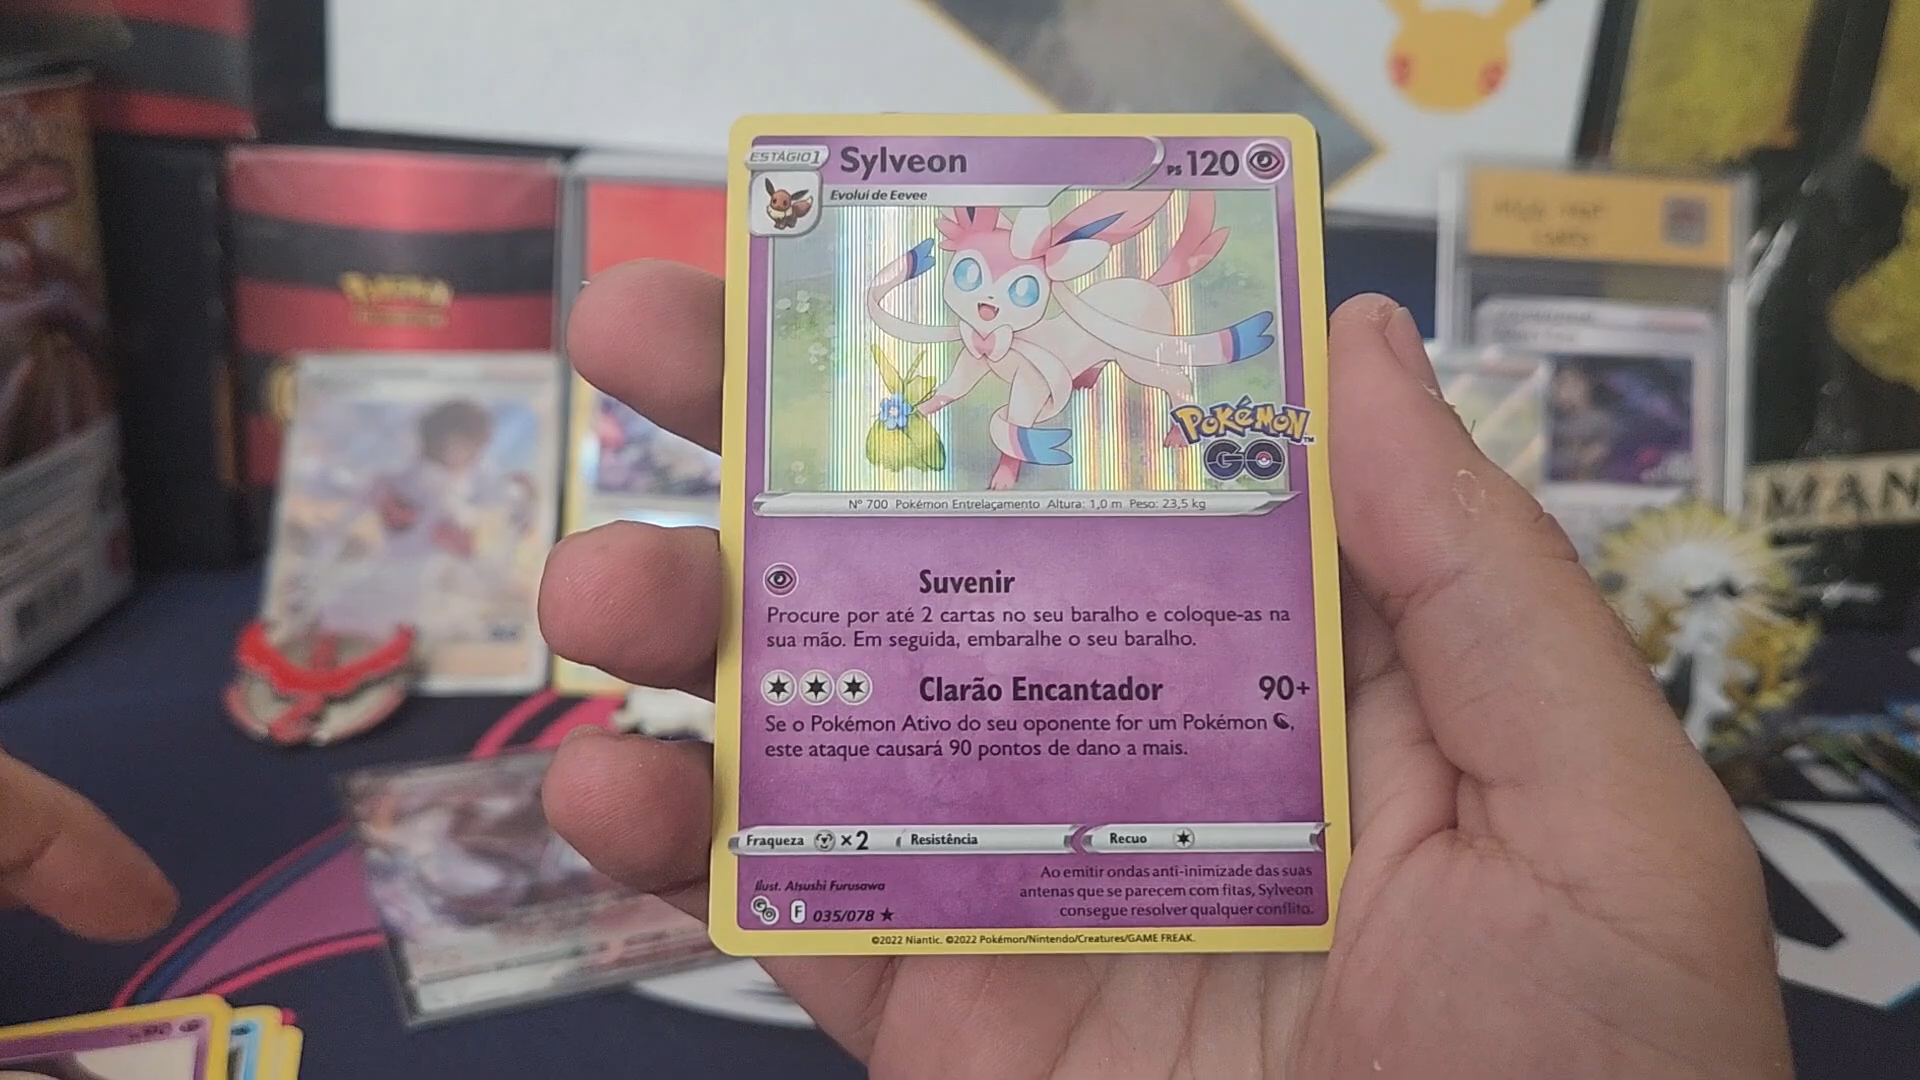 ESTÁGIO 1
Sylveon
PS 120
Evolui de Eevee
POKÉMON
GO
Nº 700 Pokémon Entrelaçamento Altura: 1,0 m Peso: 23,5 kg
Suvenir
Procure por até 2 cartas no seu baralho e coloque-as na
sua mão. Em seguida, embaralhe o seu baralho.
Clarão Encantador 90+
Se o Pokémon Ativo do seu oponente for um Pokémon ,
este ataque causará 90 pontos de dano a mais.
Fraqueza ×2 Resistência Recuo
Ilust. Atsushi Furusawa
Ao emitir ondas anti-inimizade das suas
antenas que se parecem com fitas, Sylveon
consegue resolver qualquer conflito.
GO F 035/078 ★
©2022 Niantic. ©2022 Pokémon/Nintendo/Creatures/GAME FREAK.
MAN